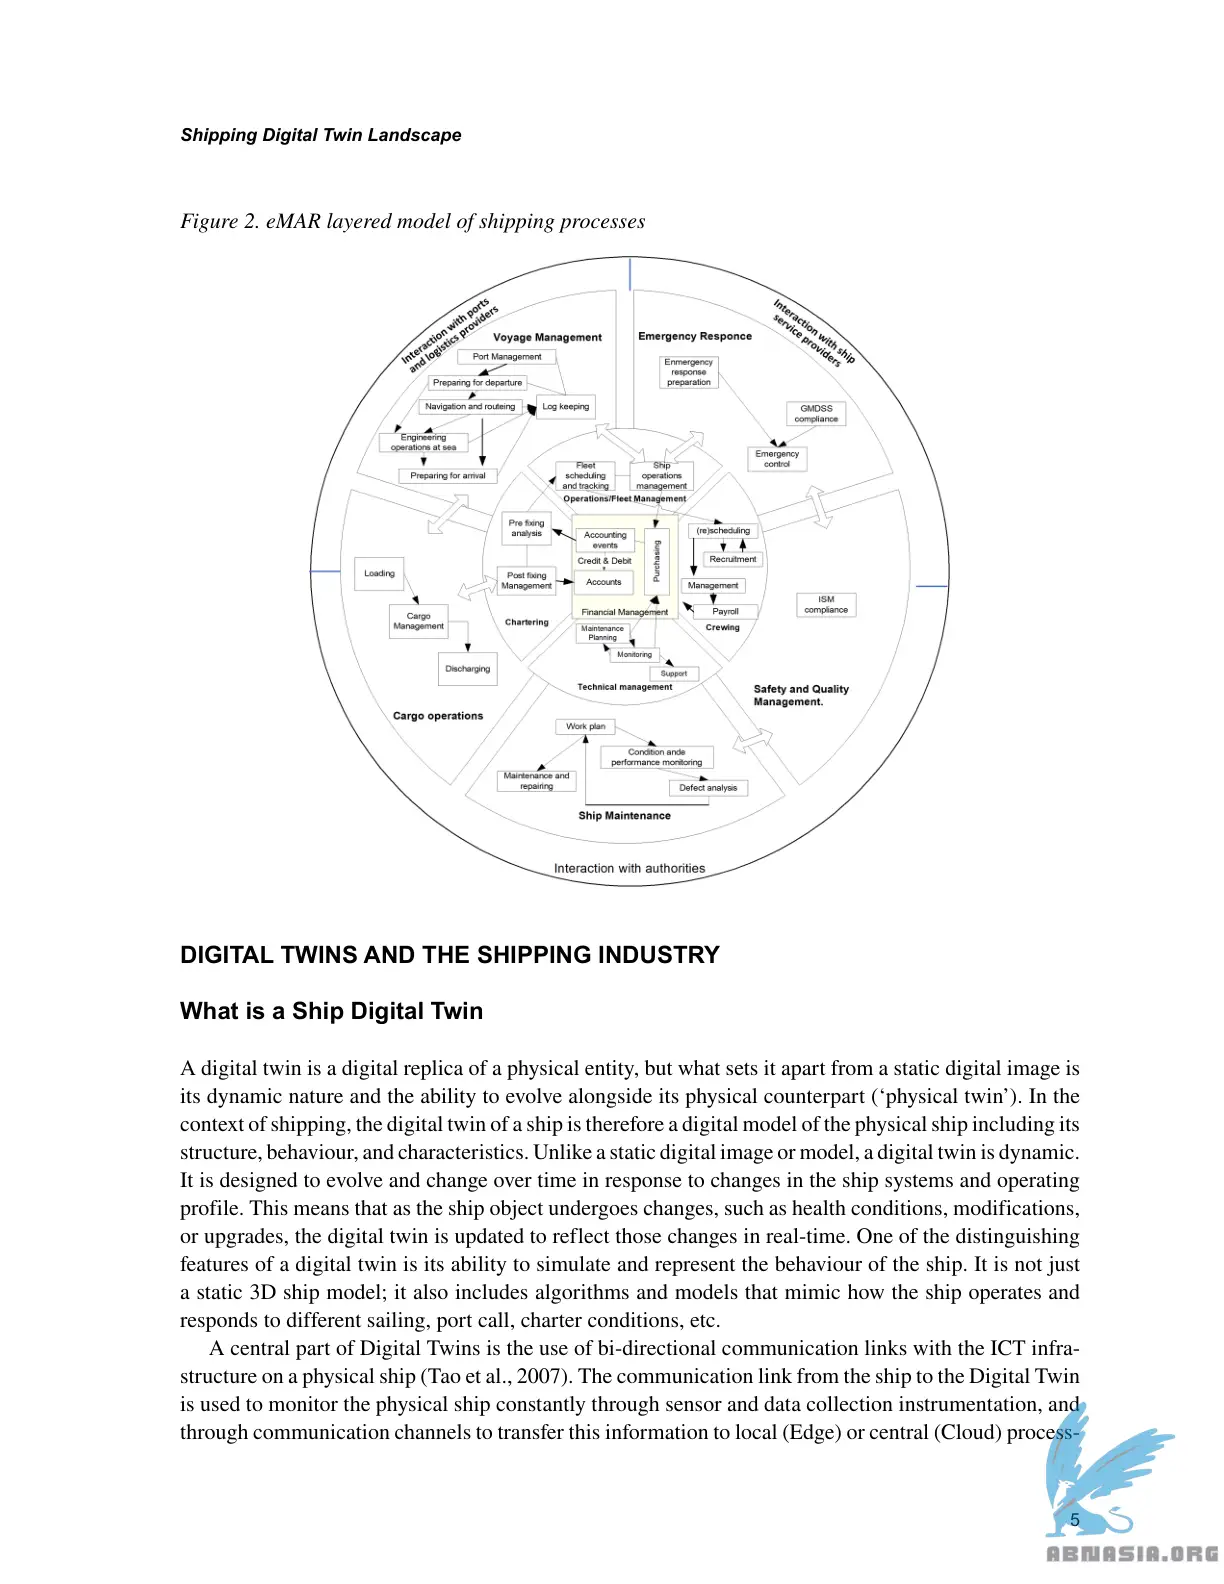 Shipping Digital Twin Landscape
Figure 2. eMAR layered model of shipping processes
Interaction with ports
and logistics providers
Interaction with ship
service providers
Voyage Management
Port Management
Preparing for departure
Navigation and routeing
Log keeping
Engineering
operations at sea
Preparing for arrival
Emergency Responce
Enmergency
response
preparation
GMDSS
compliance
Emergency
control
Fleet
scheduling
and tracking
Ship
operations
management
Operations/Fleet Management
Pre fixing
analysis
Post fixing
Management
Chartering
Accounting
events
Credit & Debit
Accounts
Purchasing
Financial Management
(re)scheduling
Recruitment
Management
Payroll
Crewing
Maintenance
Planning
Monitoring
Support
Technical management
Loading
Cargo
Management
Discharging
Cargo operations
ISM
compliance
Safety and Quality
Management.
Work plan
Condition ande
performance monitoring
Maintenance and
repairing
Defect analysis
Ship Maintenance
Interaction with authorities
DIGITAL TWINS AND THE SHIPPING INDUSTRY
What is a Ship Digital Twin
A digital twin is a digital replica of a physical entity, but what sets it apart from a static digital image is
its dynamic nature and the ability to evolve alongside its physical counterpart (‘physical twin’). In the
context of shipping, the digital twin of a ship is therefore a digital model of the physical ship including its
structure, behaviour, and characteristics. Unlike a static digital image or model, a digital twin is dynamic.
It is designed to evolve and change over time in response to changes in the ship systems and operating
profile. This means that as the ship object undergoes changes, such as health conditions, modifications,
or upgrades, the digital twin is updated to reflect those changes in real-time. One of the distinguishing
features of a digital twin is its ability to simulate and represent the behaviour of the ship. It is not just
a static 3D ship model; it also includes algorithms and models that mimic how the ship operates and
responds to different sailing, port call, charter conditions, etc.
A central part of Digital Twins is the use of bi-directional communication links with the ICT infra-
structure on a physical ship (Tao et al., 2007). The communication link from the ship to the Digital Twin
is used to monitor the physical ship constantly through sensor and data collection instrumentation, and
through communication channels to transfer this information to local (Edge) or central (Cloud) process-
5
ABNASIA.ORG